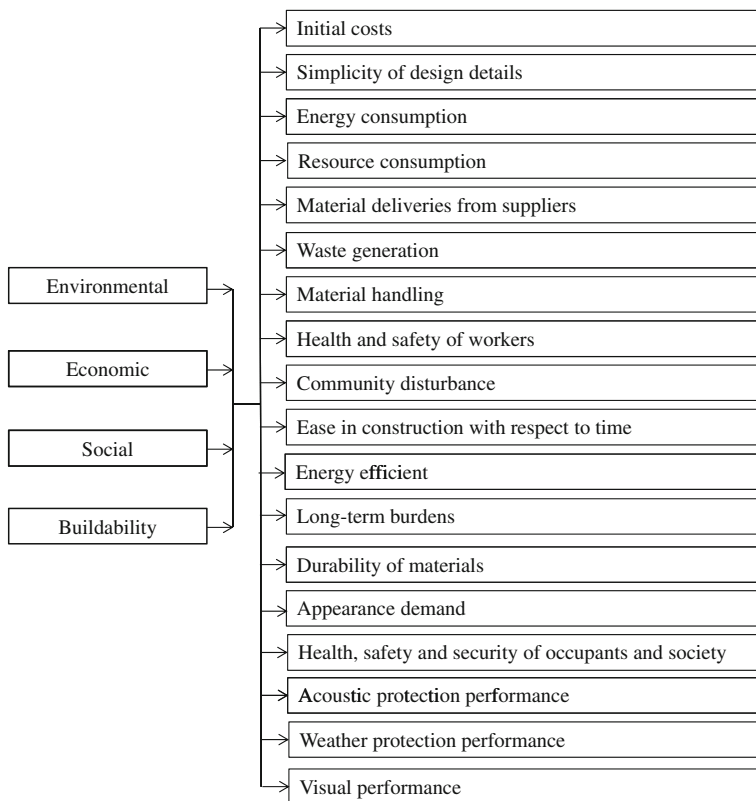 Environmental
Economic
Social
Buildability
Initial costs
Simplicity of design details
Energy consumption
Resource consumption
Material deliveries from suppliers
Waste generation
Material handling
Health and safety of workers
Community disturbance
Ease in construction with respect to time
Energy efficient
Long-term burdens
Durability of materials
Appearance demand
Health, safety and security of occupants and society
Acoustic protection performance
Weather protection performance
Visual performance